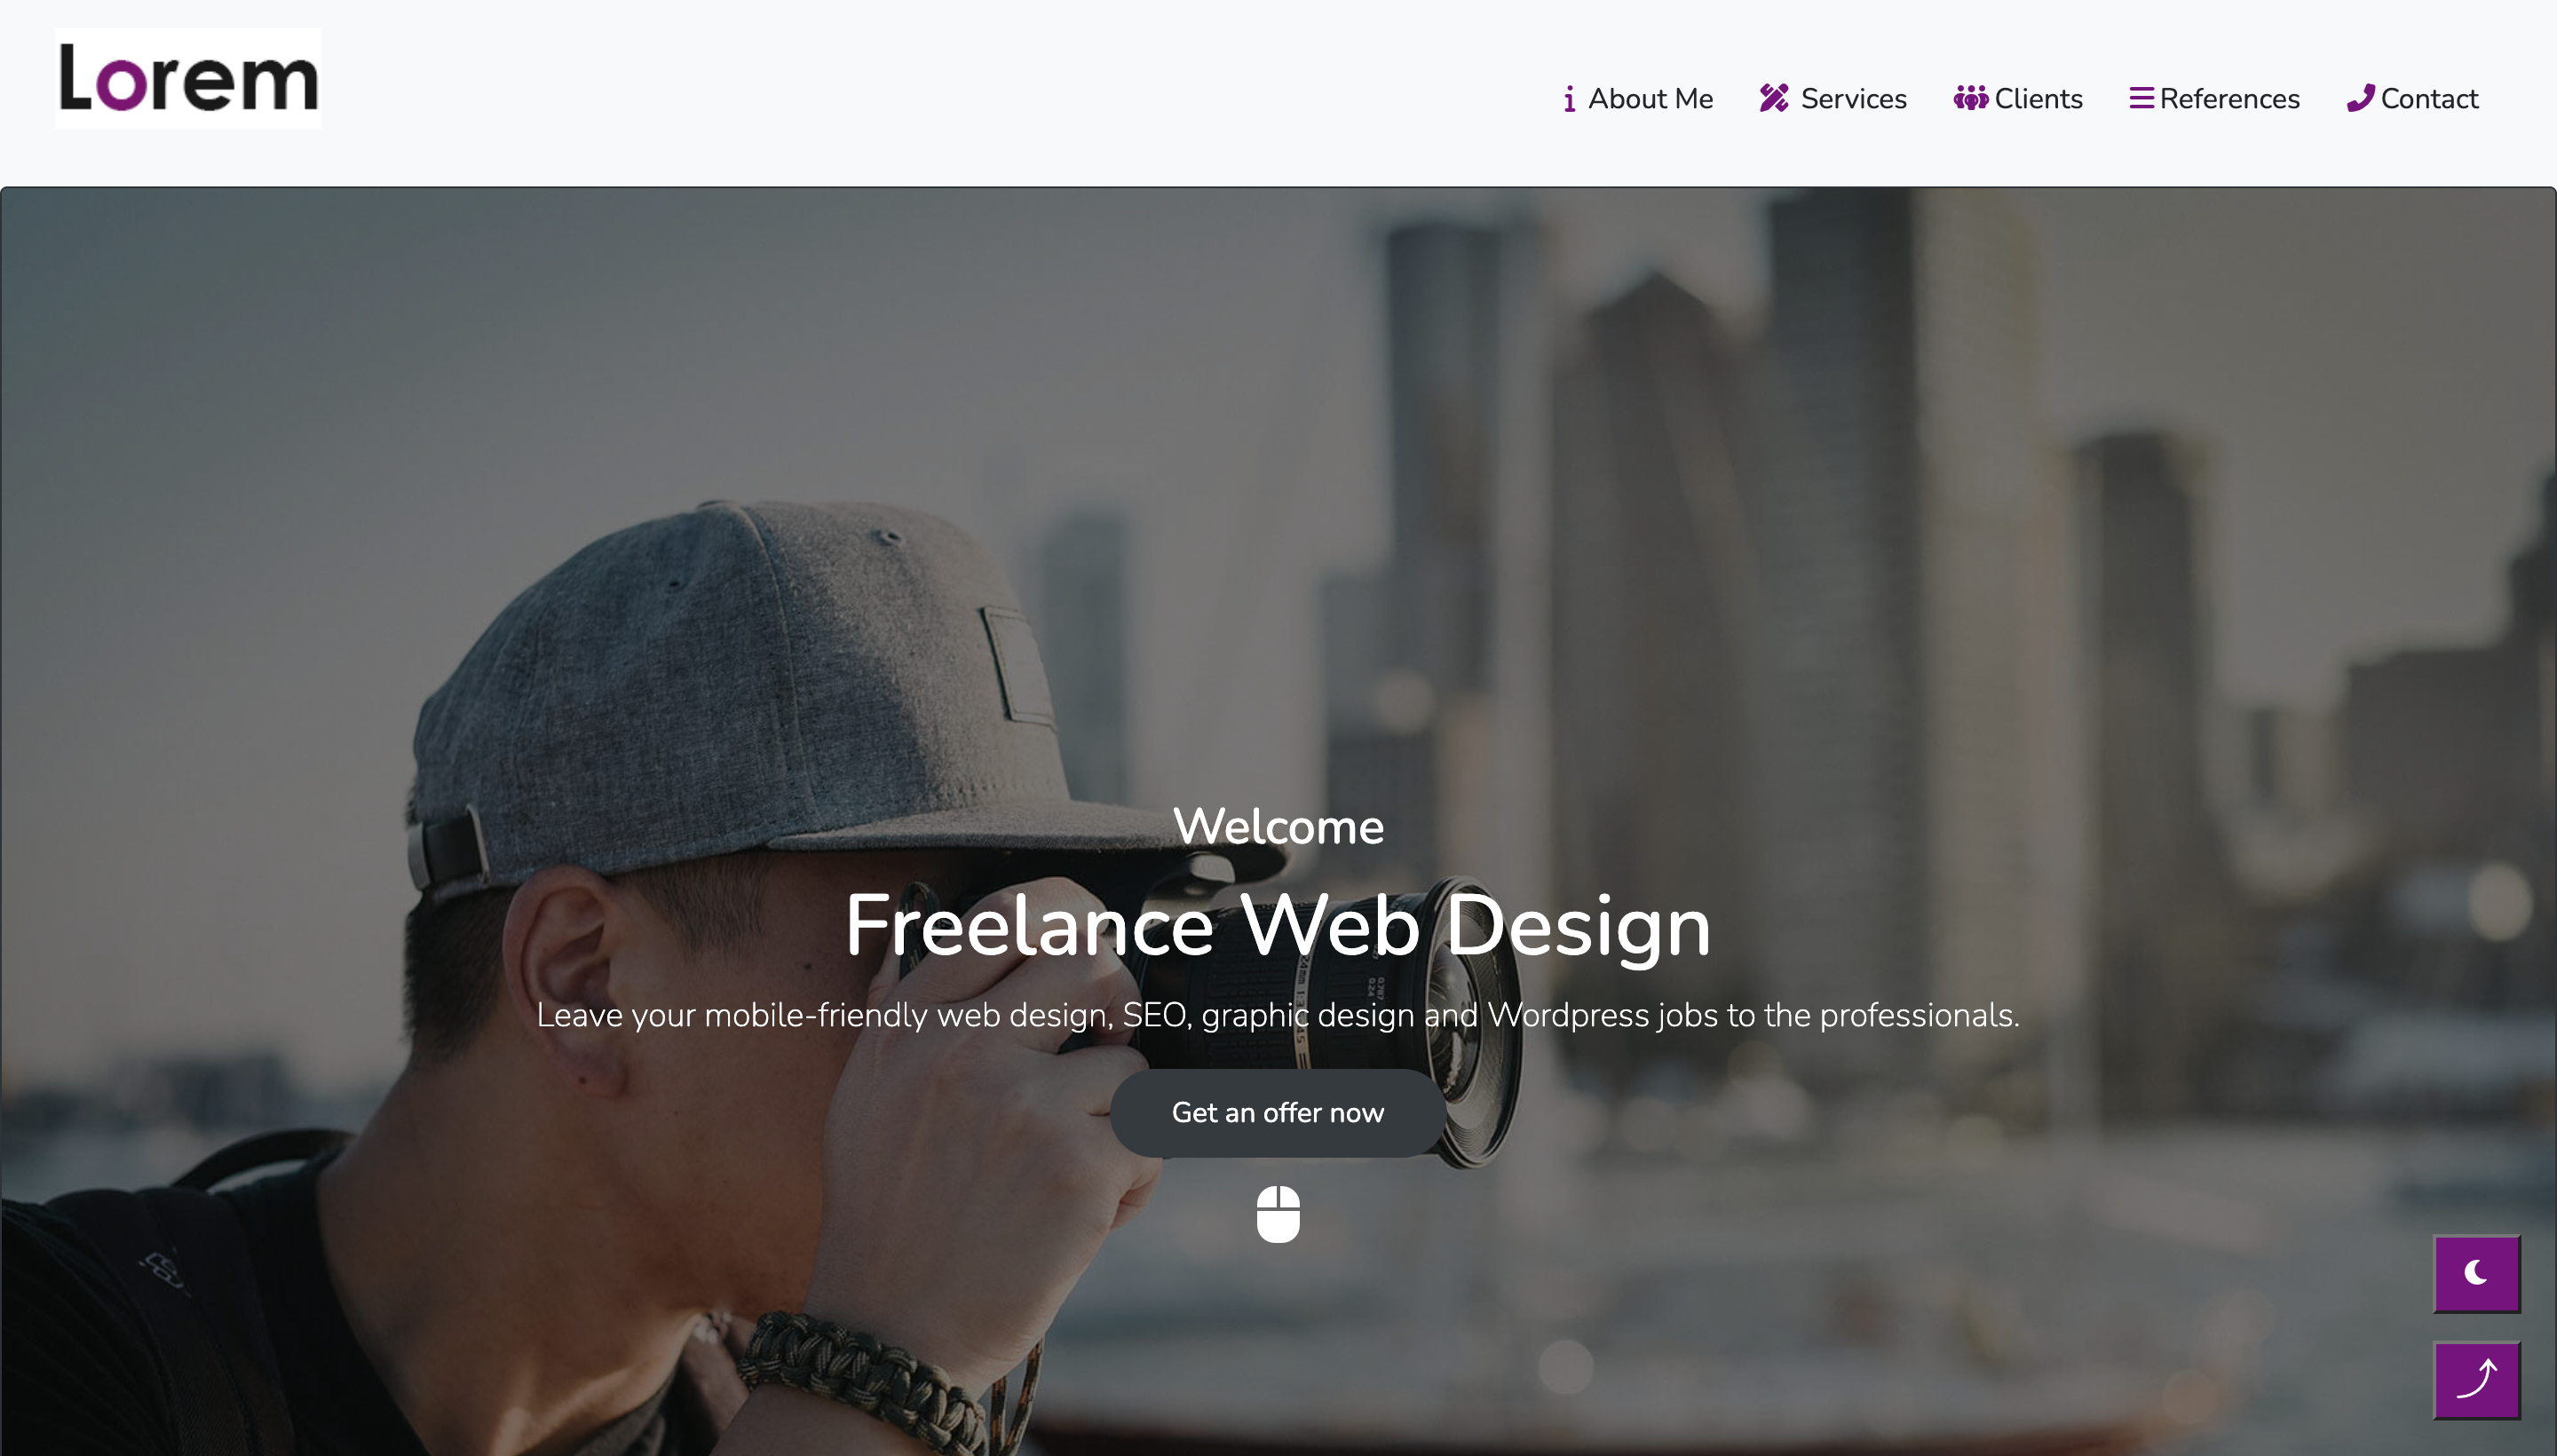 Lorem
About Me Services Clients References Contact
Welcome
Freelance Web Design
Leave your mobile-friendly web design, SEO, graphic design and Wordpress jobs to the professionals.
Get an offer now